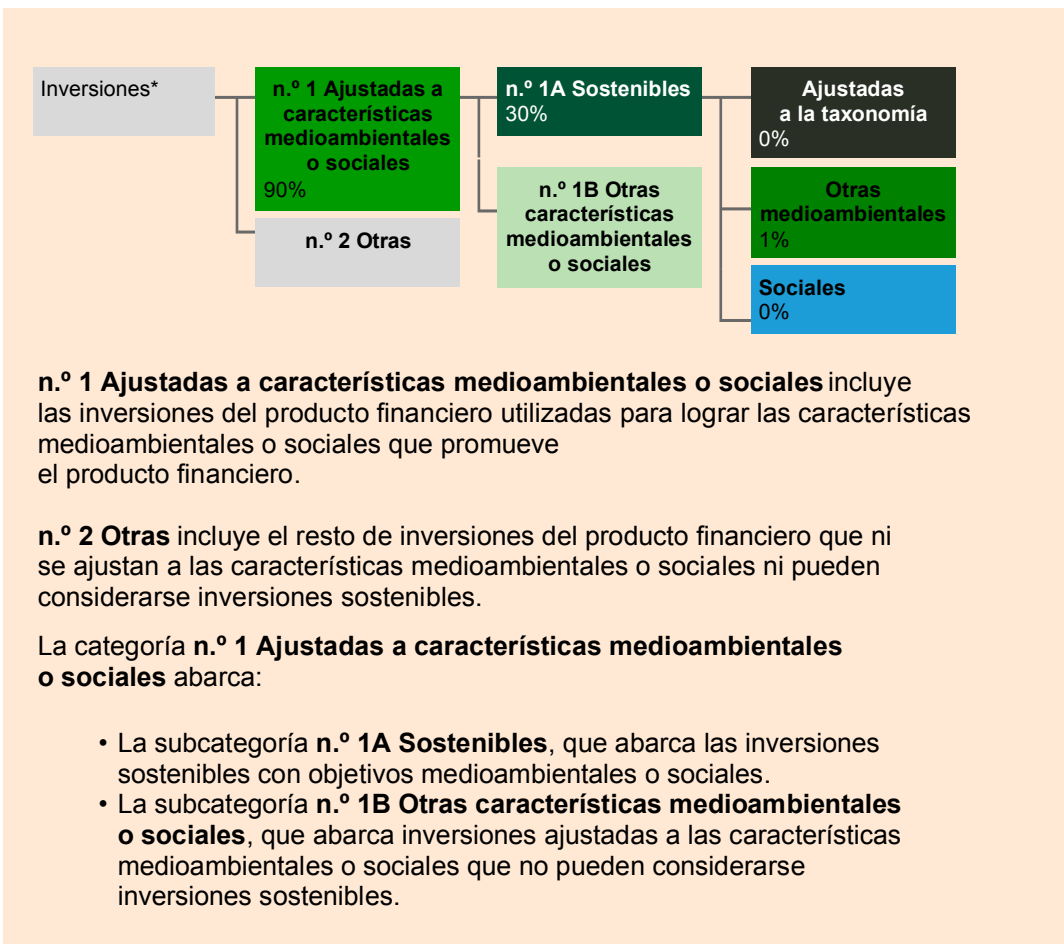 Inversiones*
n.º 1 Ajustadas a
características
medioambientales
o sociales
90%
n.º 2 Otras
n.º 1A Sostenibles
30%
n.º 1B Otras
características
medioambientales
o sociales
Ajustadas
a la taxonomía
0%
Otras
medioambientales
1%
Sociales
0%
n.º 1 Ajustadas a características medioambientales o sociales incluye
las inversiones del producto financiero utilizadas para lograr las características
medioambientales o sociales que promueve
el producto financiero.
n.º 2 Otras incluye el resto de inversiones del producto financiero que ni
se ajustan a las características medioambientales o sociales ni pueden
considerarse inversiones sostenibles.
La categoría n.º 1 Ajustadas a características medioambientales
o sociales abarca:
• La subcategoría n.º 1A Sostenibles, que abarca las inversiones
sostenibles con objetivos medioambientales o sociales.
• La subcategoría n.º 1B Otras características medioambientales
o sociales, que abarca inversiones ajustadas a las características
medioambientales o sociales que no pueden considerarse
inversiones sostenibles.